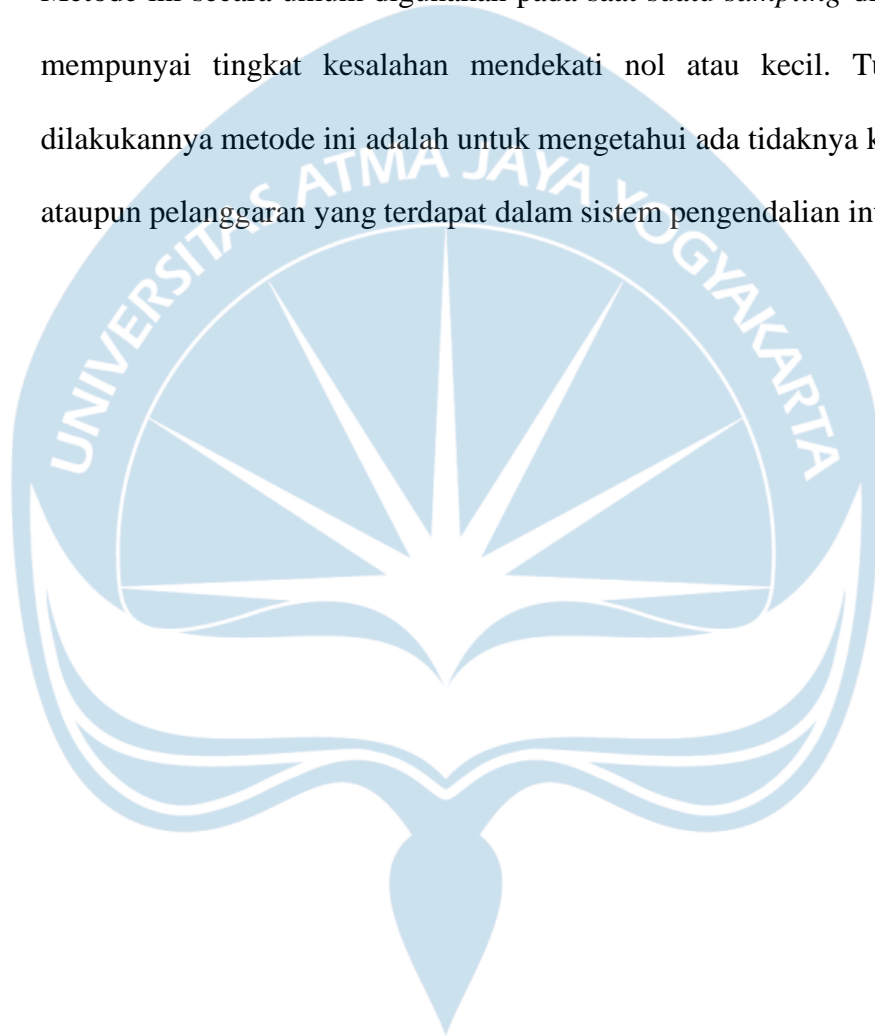 Metode ini secara umum digunakan pada saat suatu sampling
mempunyai tingkat kesalahan mendekati nol atau kecil.
dilakukannya metode ini adalah untuk mengetahui ada tidaknya
ataupun pelanggaran yang terdapat dalam sistem pengendalian
UNIVERSITAS ATMA JAYA YOGYAKARTA